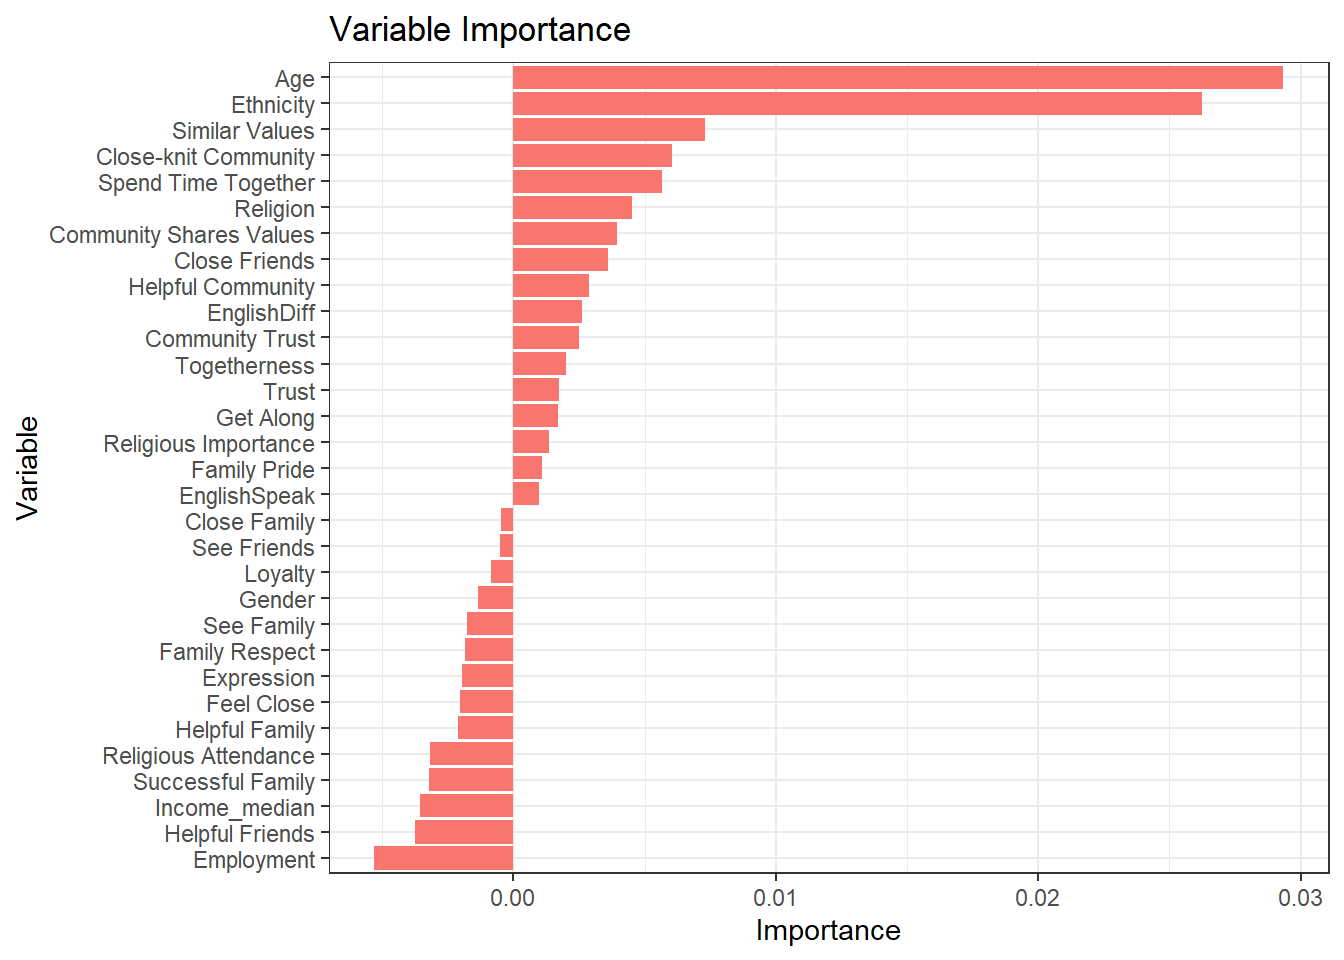 Variable Importance
Age
Ethnicity
Similar Values
Close-knit Community
Spend Time Together
Religion
Community Shares Values
Close Friends
Helpful Community
EnglishDiff
Community Trust
Togetherness
Trust
Get Along
Religious Importance
Family Pride
EnglishSpeak
Close Family
See Friends
Loyalty
Gender
See Family
Family Respect
Expression
Feel Close
Helpful Family
Religious Attendance
Successful Family
Income_median
Helpful Friends
Employment
Variable
0.00 0.01 0.02 0.03
Importance